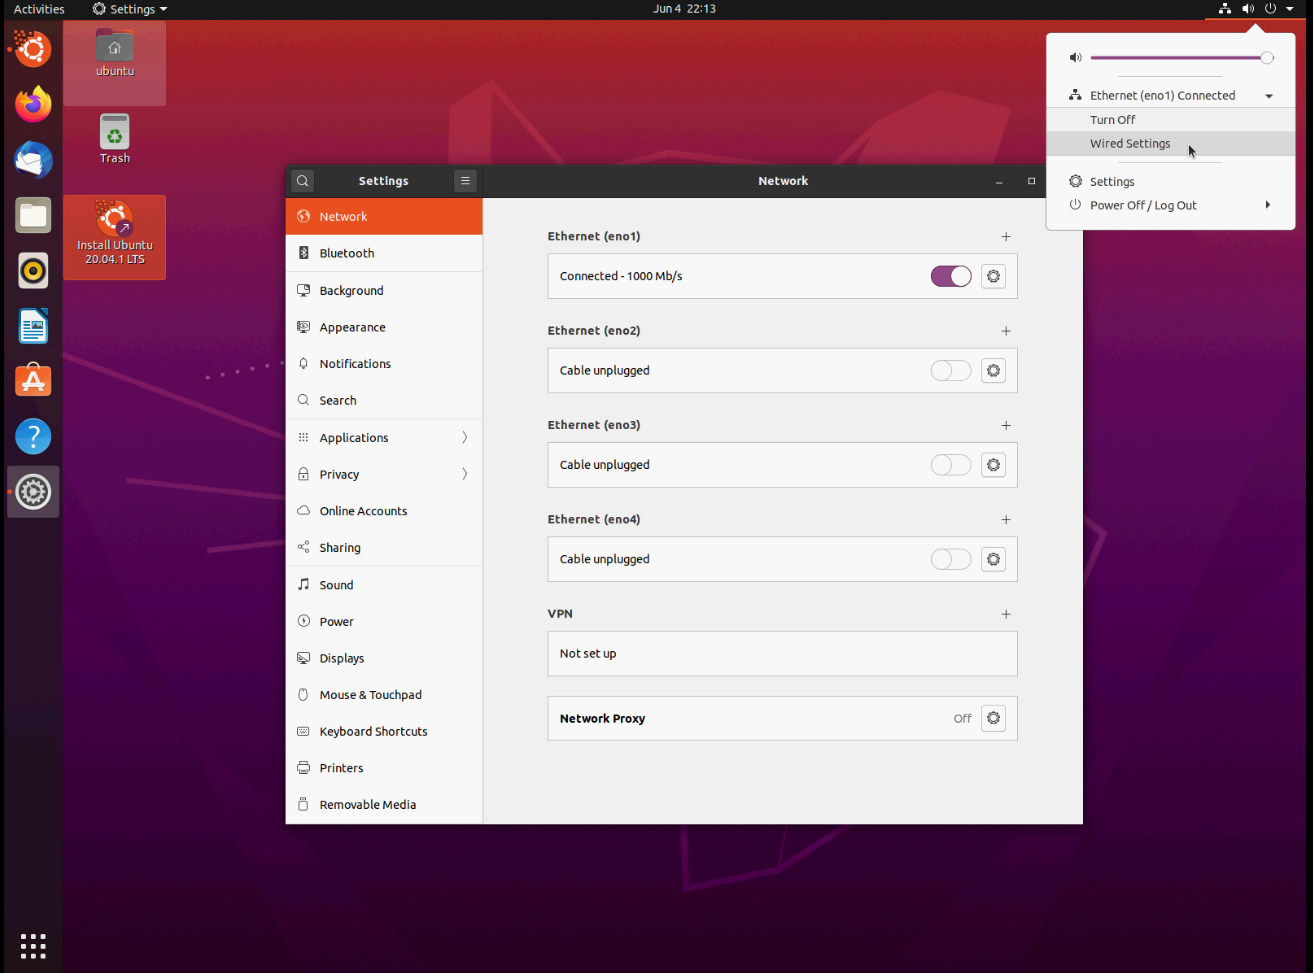 Activities
Settings
Jun 4 22:13
ubuntu
Trash
Install Ubuntu
20.04.1 LTS
Settings
Network
Bluetooth
Background
Appearance
Notifications
Search
Applications
Privacy
Online Accounts
Sharing
Sound
Power
Displays
Mouse & Touchpad
Keyboard Shortcuts
Printers
Removable Media
Network
Ethernet (eno1)
Connected - 1000 Mb/s
Ethernet (eno2)
Cable unplugged
Ethernet (eno3)
Cable unplugged
Ethernet (eno4)
Cable unplugged
VPN
Not set up
Network Proxy
Off
Ethernet (eno1) Connected
Turn Off
Wired Settings
Settings
Power Off / Log Out